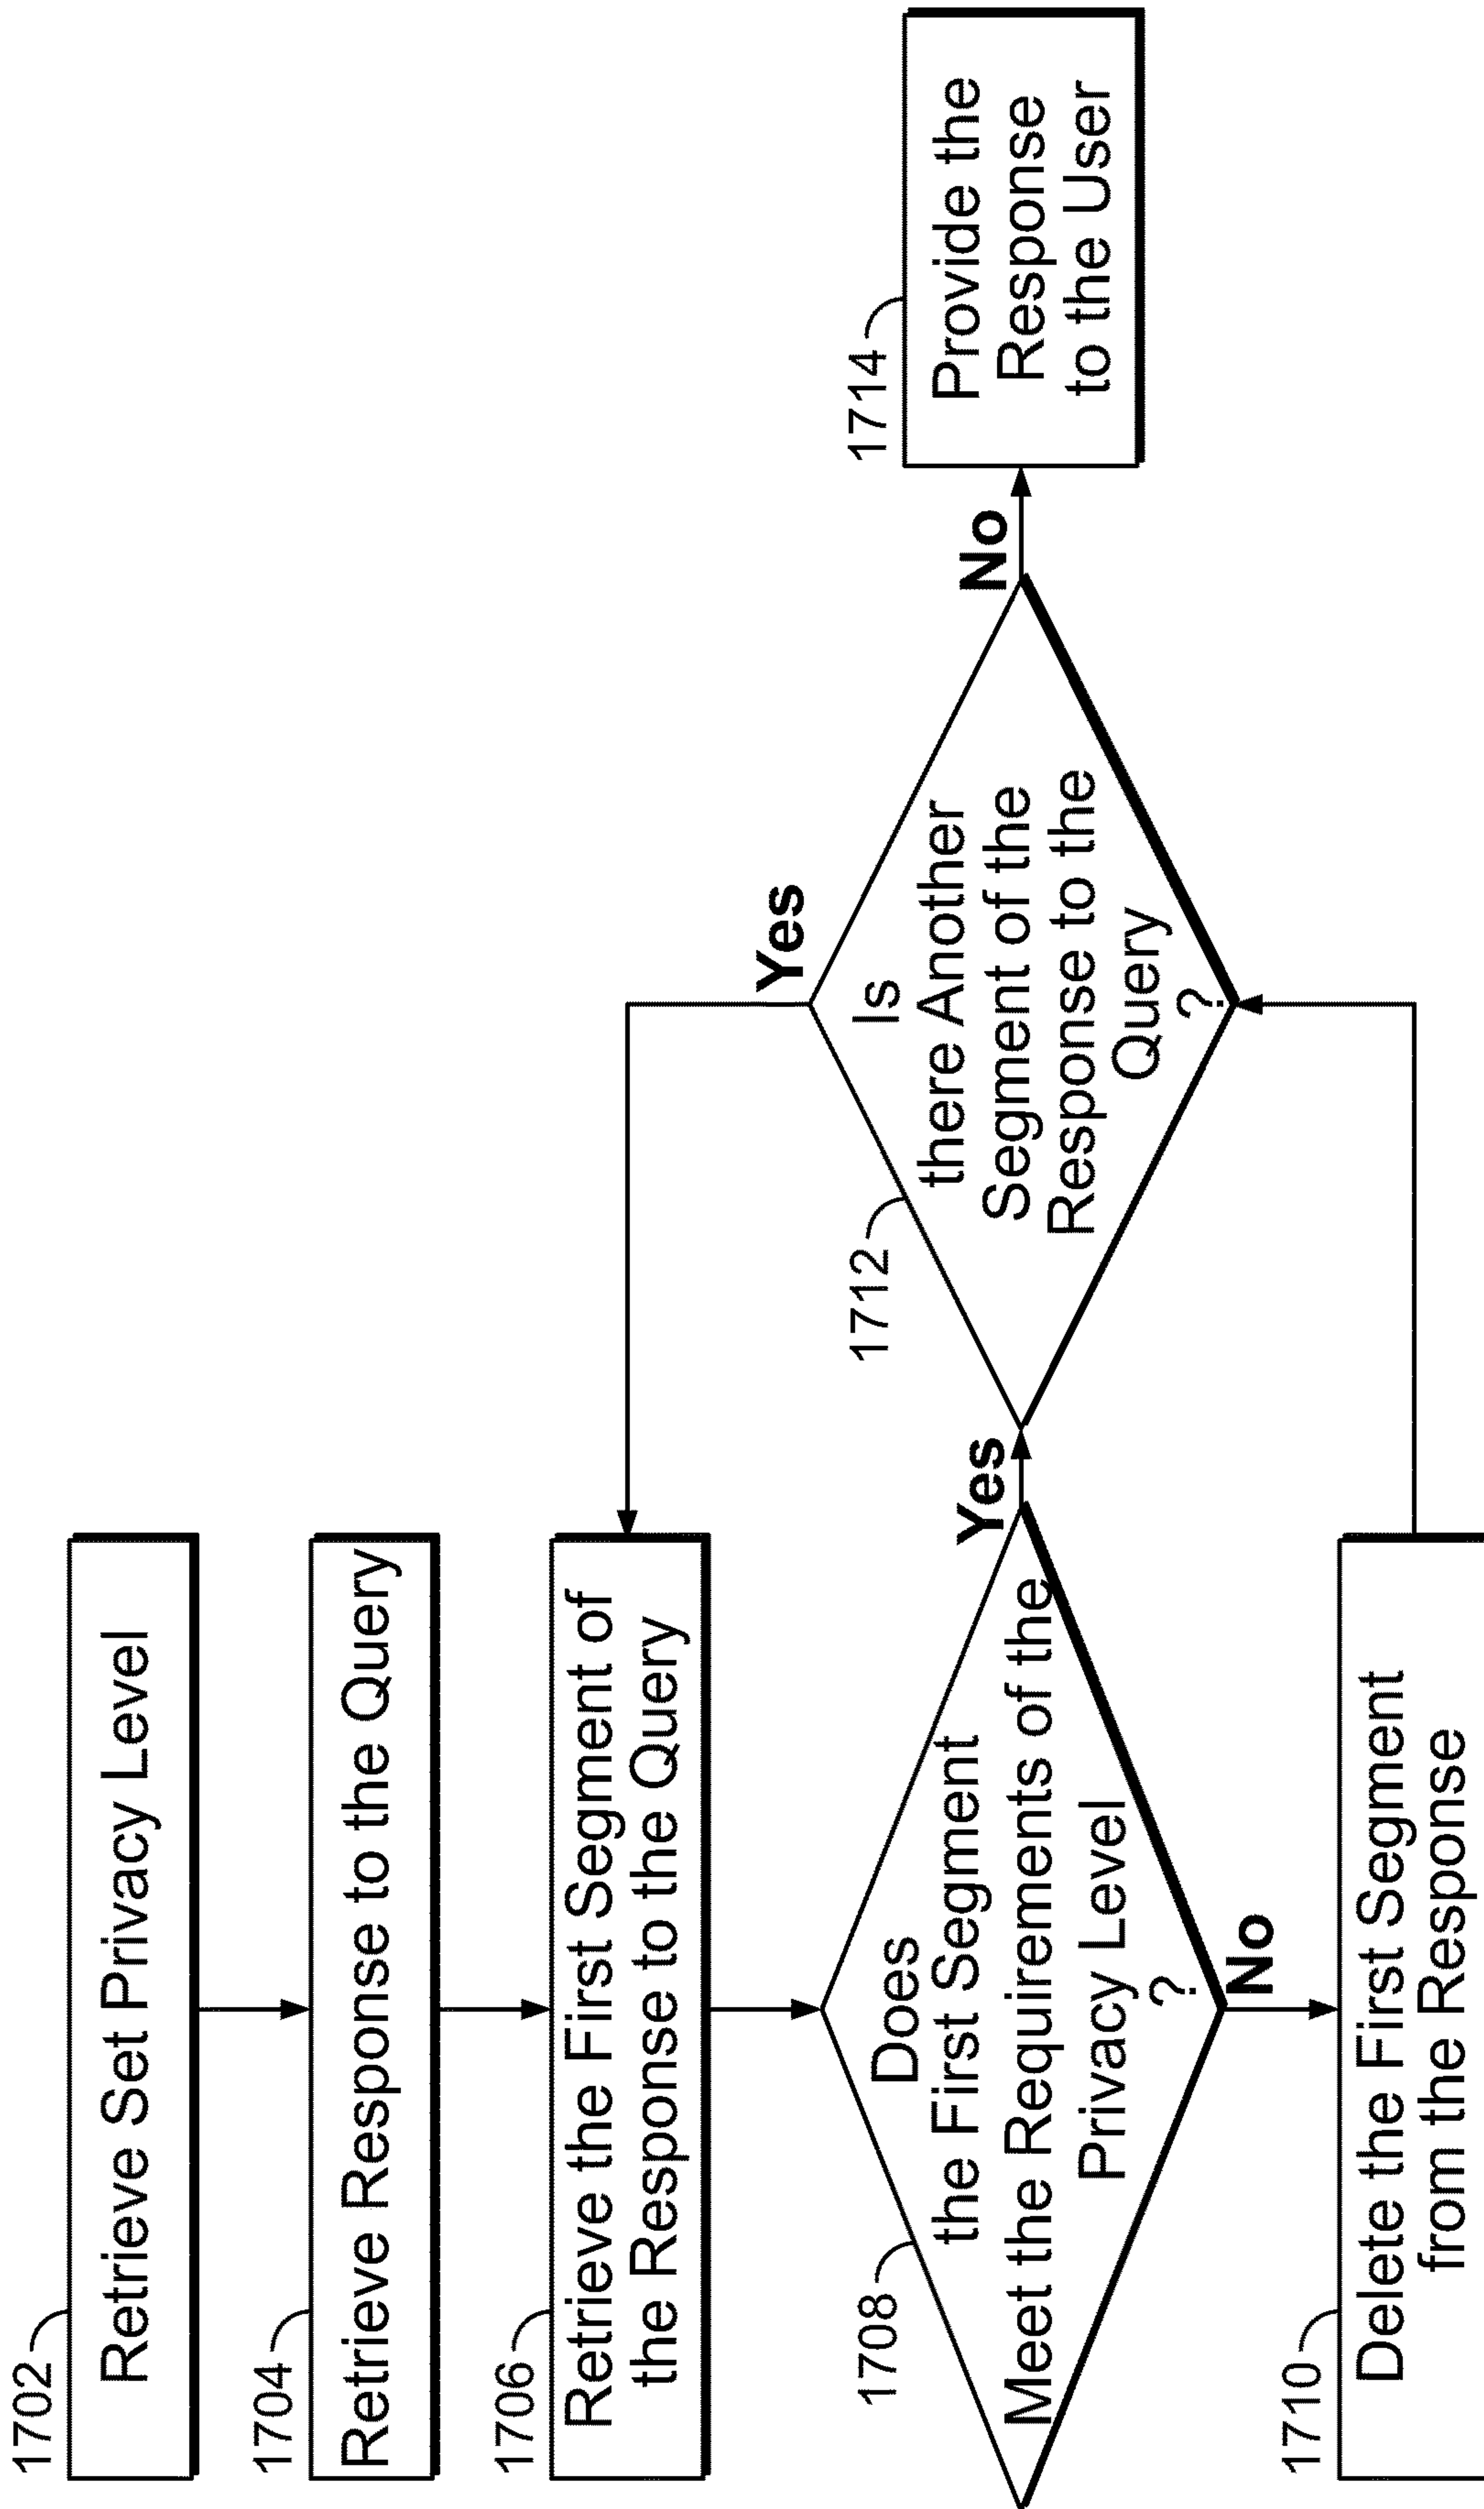 1702
Retrieve Set Privacy Level
1704
Retrieve Response to the Query
1706
Retrieve the First Segment of
the Response to the Query
1708
Does
the First Segment
Meet the Requirements of the
Privacy Level
?
Yes
No
1710
Delete the First Segment
from the Response
1712
Is
there Another
Segment of the
Response to the
Query
?
Yes
No
1714
Provide the
Response
to the User